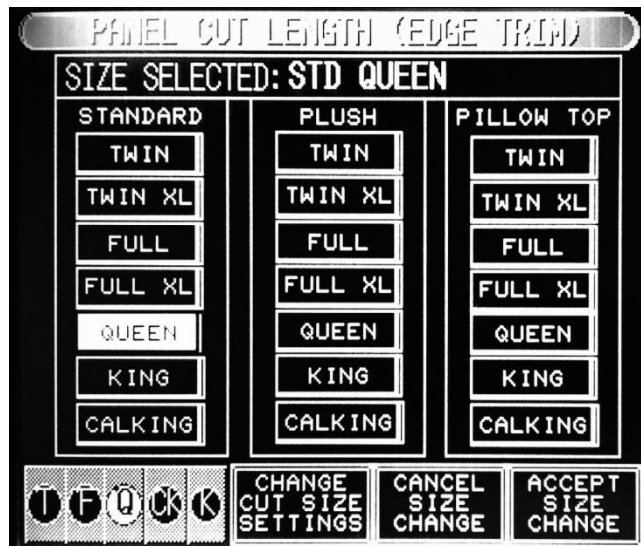 PANEL CUT LENGTH (EDGE TRIM)
SIZE SELECTED: STD QUEEN
STANDARD
TWIN
TWIN XL
FULL
FULL XL
QUEEN
KING
CALKING
PLUSH
TWIN
TWIN XL
FULL
FULL XL
QUEEN
KING
CALKING
PILLOW TOP
TWIN
TWIN XL
FULL
FULL XL
QUEEN
KING
CALKING
T F Q CK K
CHANGE
CUT SIZE
SETTINGS
CANCEL
SIZE
CHANGE
ACCEPT
SIZE
CHANGE